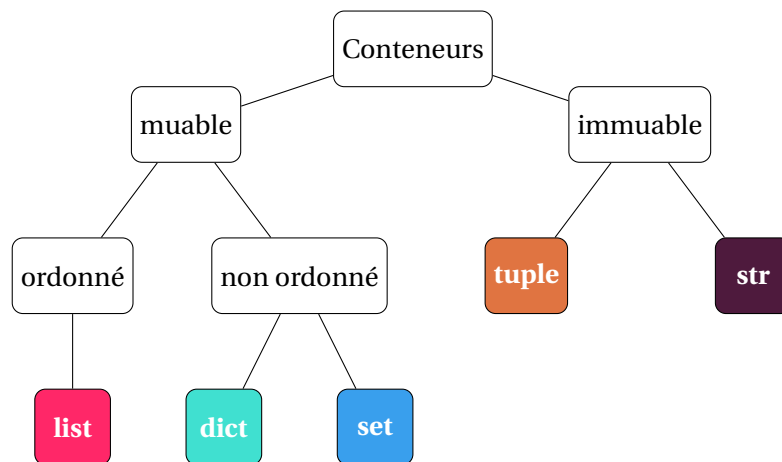 Conteneurs
muable
immuable
ordonné
non ordonné
tuple
str
list
dict
set